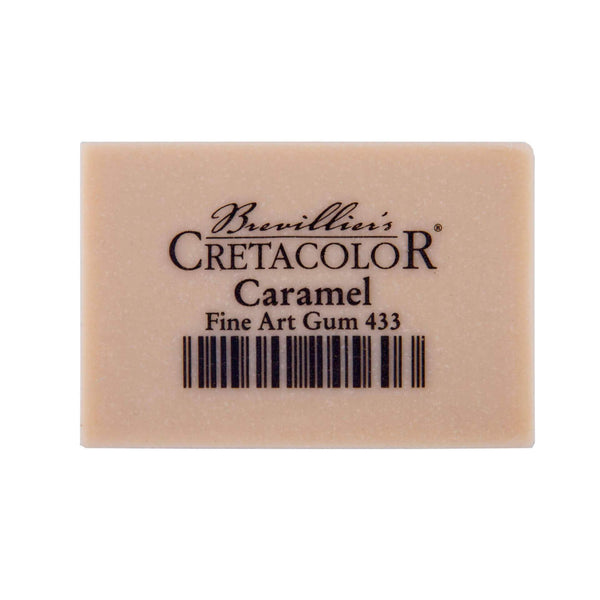 Brevillier's
CRETACOLOR®
Caramel
Fine Art Gum 433